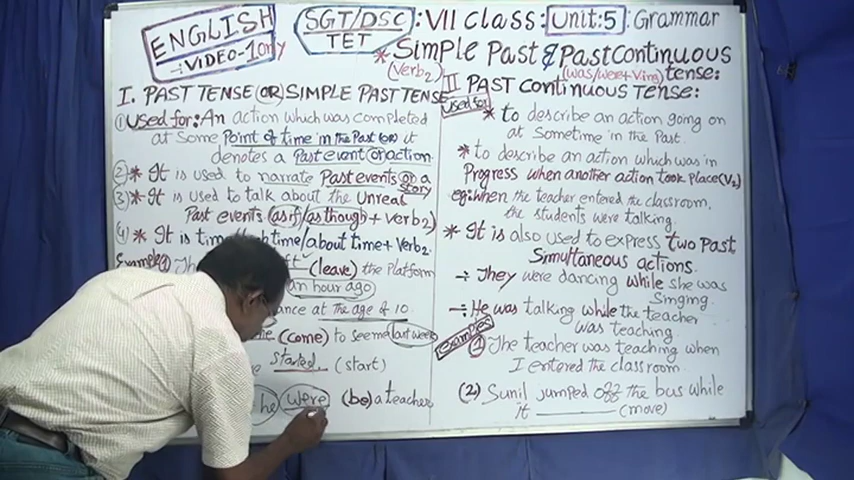 ENGLISH
-:VIDEO-1 only
SGT/DSC
TET
:VII Class: Unit:5 : Grammar
* Simple Past & Past Continuous
(Verb2) (was/were+Ving) tense:
I. PAST TENSE (OR) SIMPLE PAST TENSE
① Used for: An action which was completed
at Some Point of time in the Past (or) it
denotes a Past event (or) action.
2) * It is used to narrate Past events or a
Story
3) * It is used to talk about the Unreal
Past events (as if/as though + verb2)
(4) * It is time / time/about time + Verb2.
Example ① The (leave) the Platform
an hour ago
at the age of 10.
(come) to see me last week
started. (start)
he were (be) a teacher
II PAST Continuous TENSE:
Used for
* to describe an action going on
at Sometime in the Past.
* to describe an action which was in
Progress when another action took place (V2)
eg: when the teacher entered the classroom,
the students were talking.
* It is also used to express two Past
Simultaneous actions.
÷ They were dancing while she was
Singing.
÷ He was talking while the teacher
was teaching
Examples
① The teacher was teaching when
I entered the classroom.
(2) Sunil jumped off the bus while
it ________ (move)